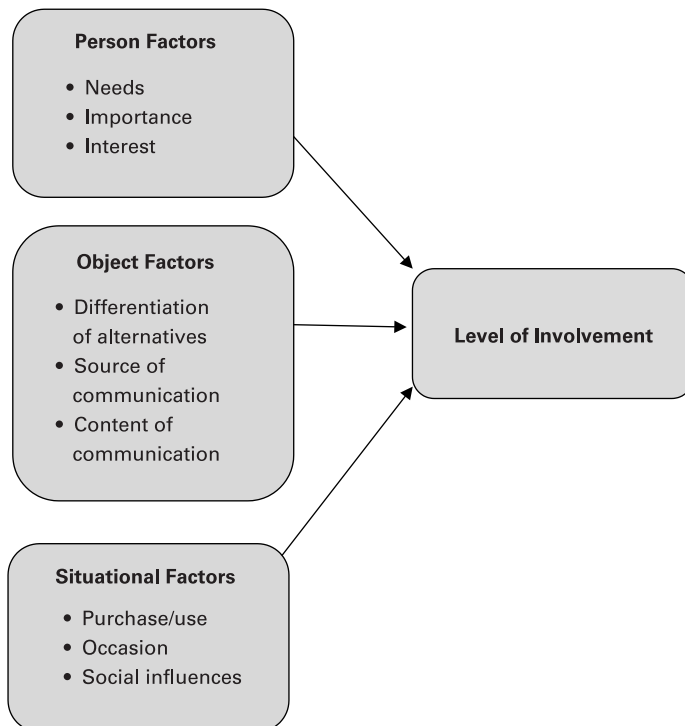 Person Factors
• Needs
• Importance
• Interest
Object Factors
• Differentiation
of alternatives
• Source of
communication
• Content of
communication
Level of Involvement
Situational Factors
• Purchase/use
• Occasion
• Social influences